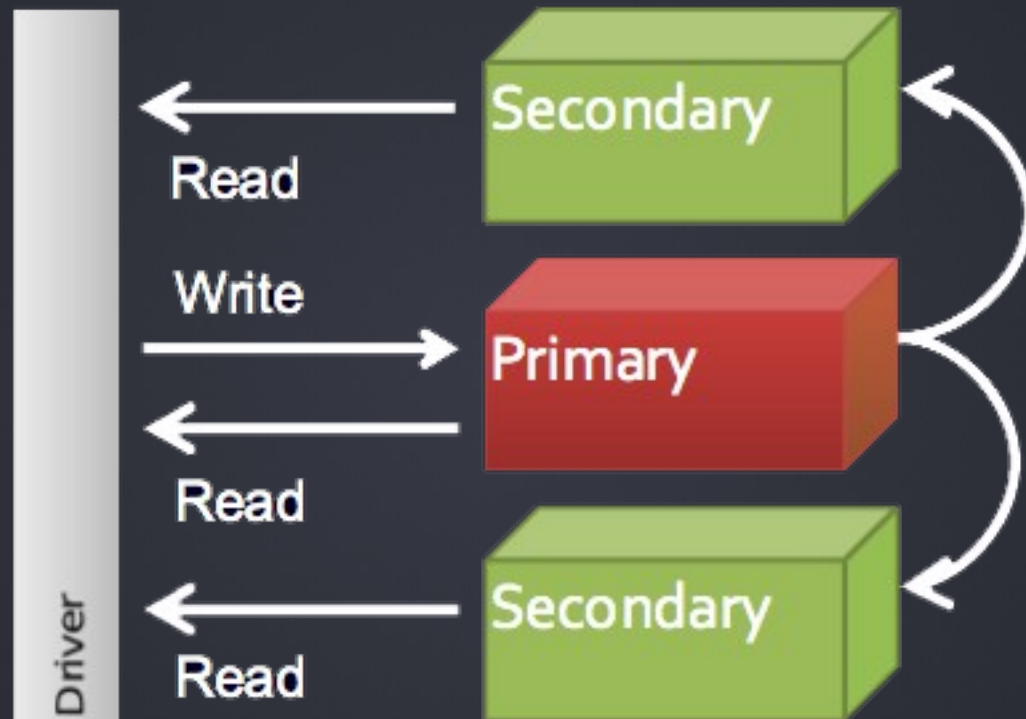 Secondary
Read
Write
Primary
Read
Secondary
Read
Driver